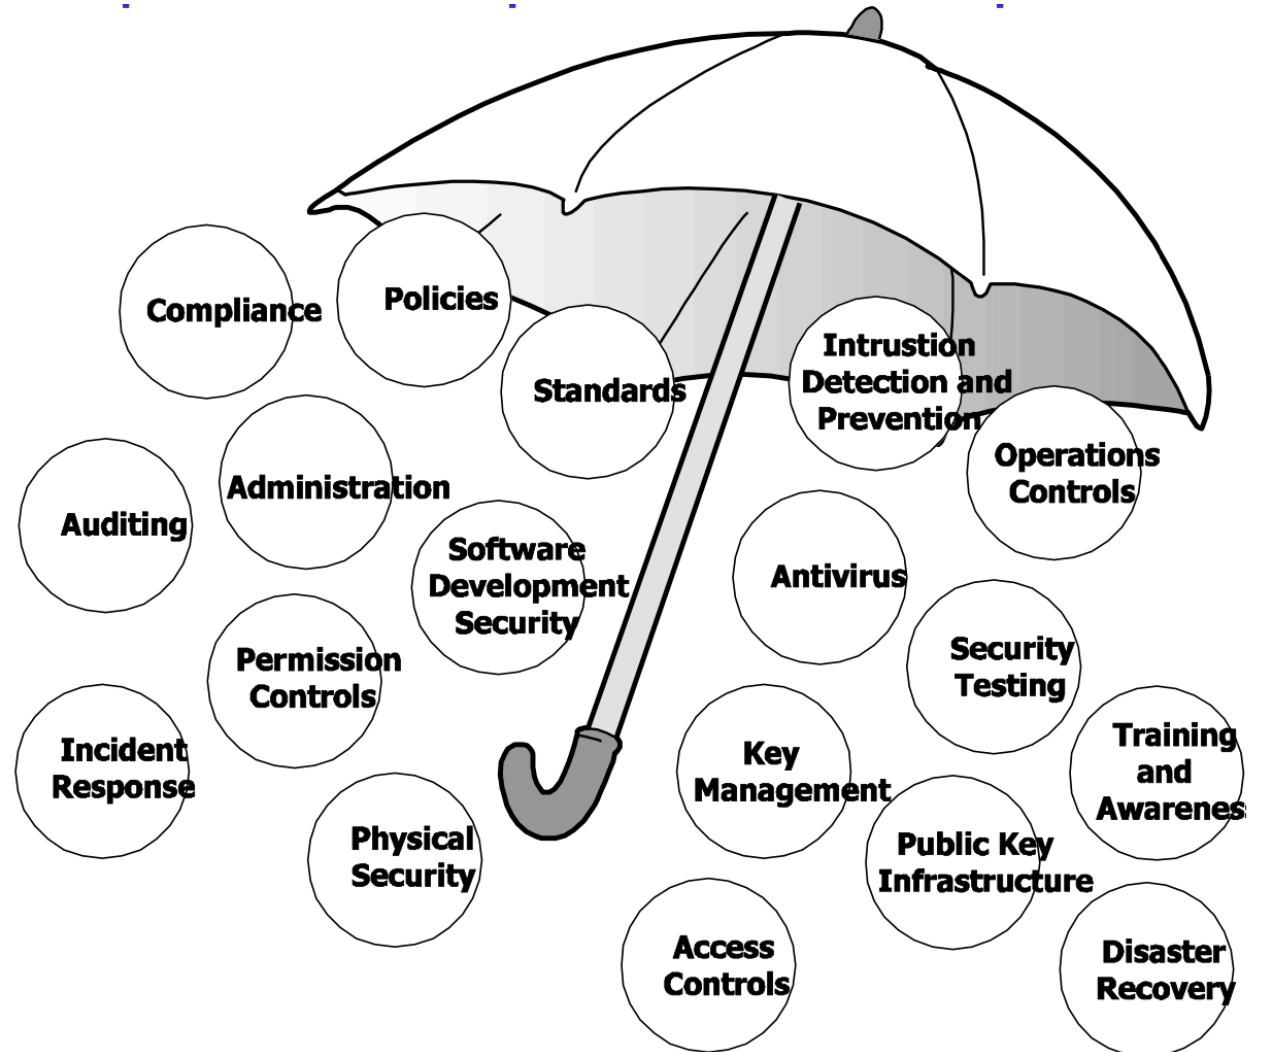 Compliance
Policies
Standards
Intrustion
Detection and
Prevention
Operations
Controls
Auditing
Administration
Software
Development
Security
Antivirus
Permission
Controls
Security
Testing
Incident
Response
Key
Management
Training
and
Awarenes
Physical
Security
Public Key
Infrastructure
Access
Controls
Disaster
Recovery